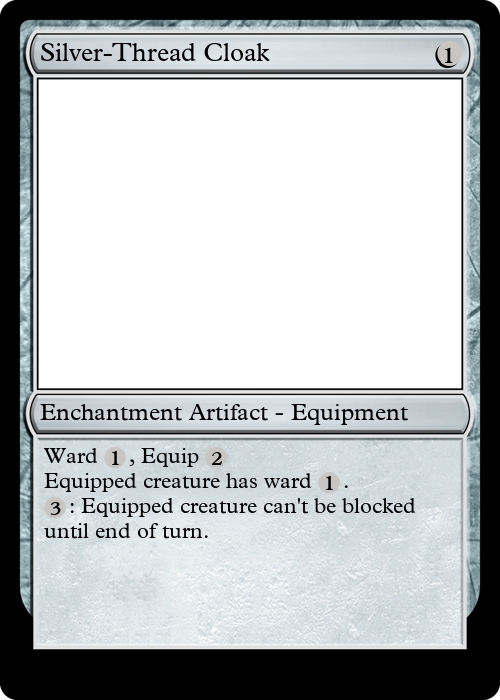 Silver-Thread Cloak 1
Enchantment Artifact - Equipment
Ward 1 , Equip 2
Equipped creature has ward 1 .
3 : Equipped creature can't be blocked
until end of turn.